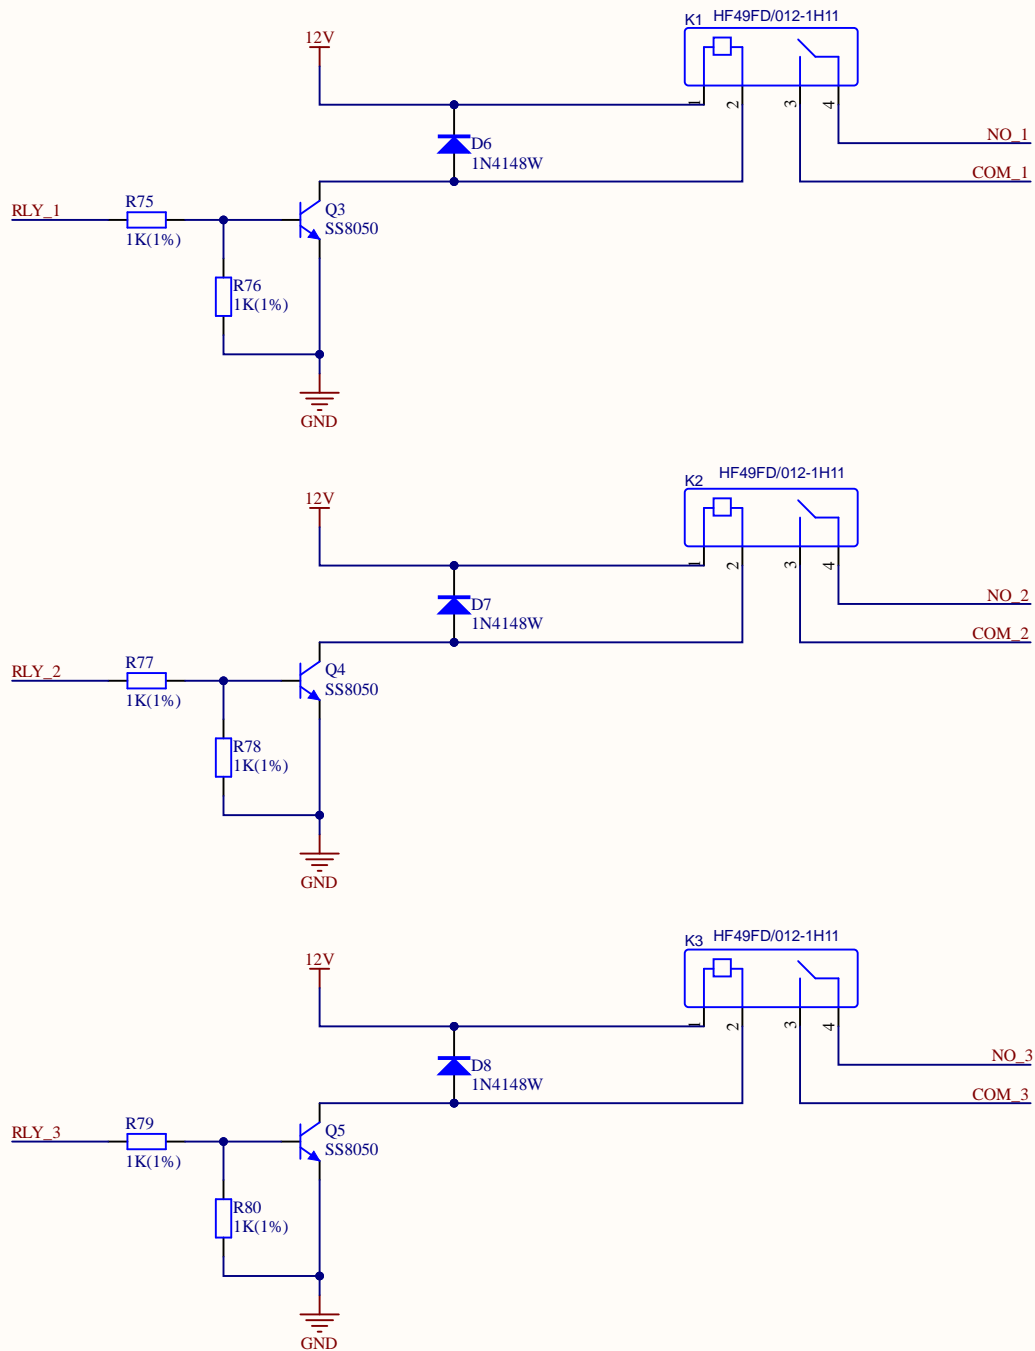 K1 HF49FD/012-1H11
12V
1
2
3
4
D6
1N4148W
NO_1
COM_1
RLY_1
R75
1K(1%)
Q3
SS8050
R76
1K(1%)
GND
K2 HF49FD/012-1H11
12V
1
2
3
4
D7
1N4148W
NO_2
COM_2
RLY_2
R77
1K(1%)
Q4
SS8050
R78
1K(1%)
GND
K3 HF49FD/012-1H11
12V
1
2
3
4
D8
1N4148W
NO_3
COM_3
RLY_3
R79
1K(1%)
Q5
SS8050
R80
1K(1%)
GND